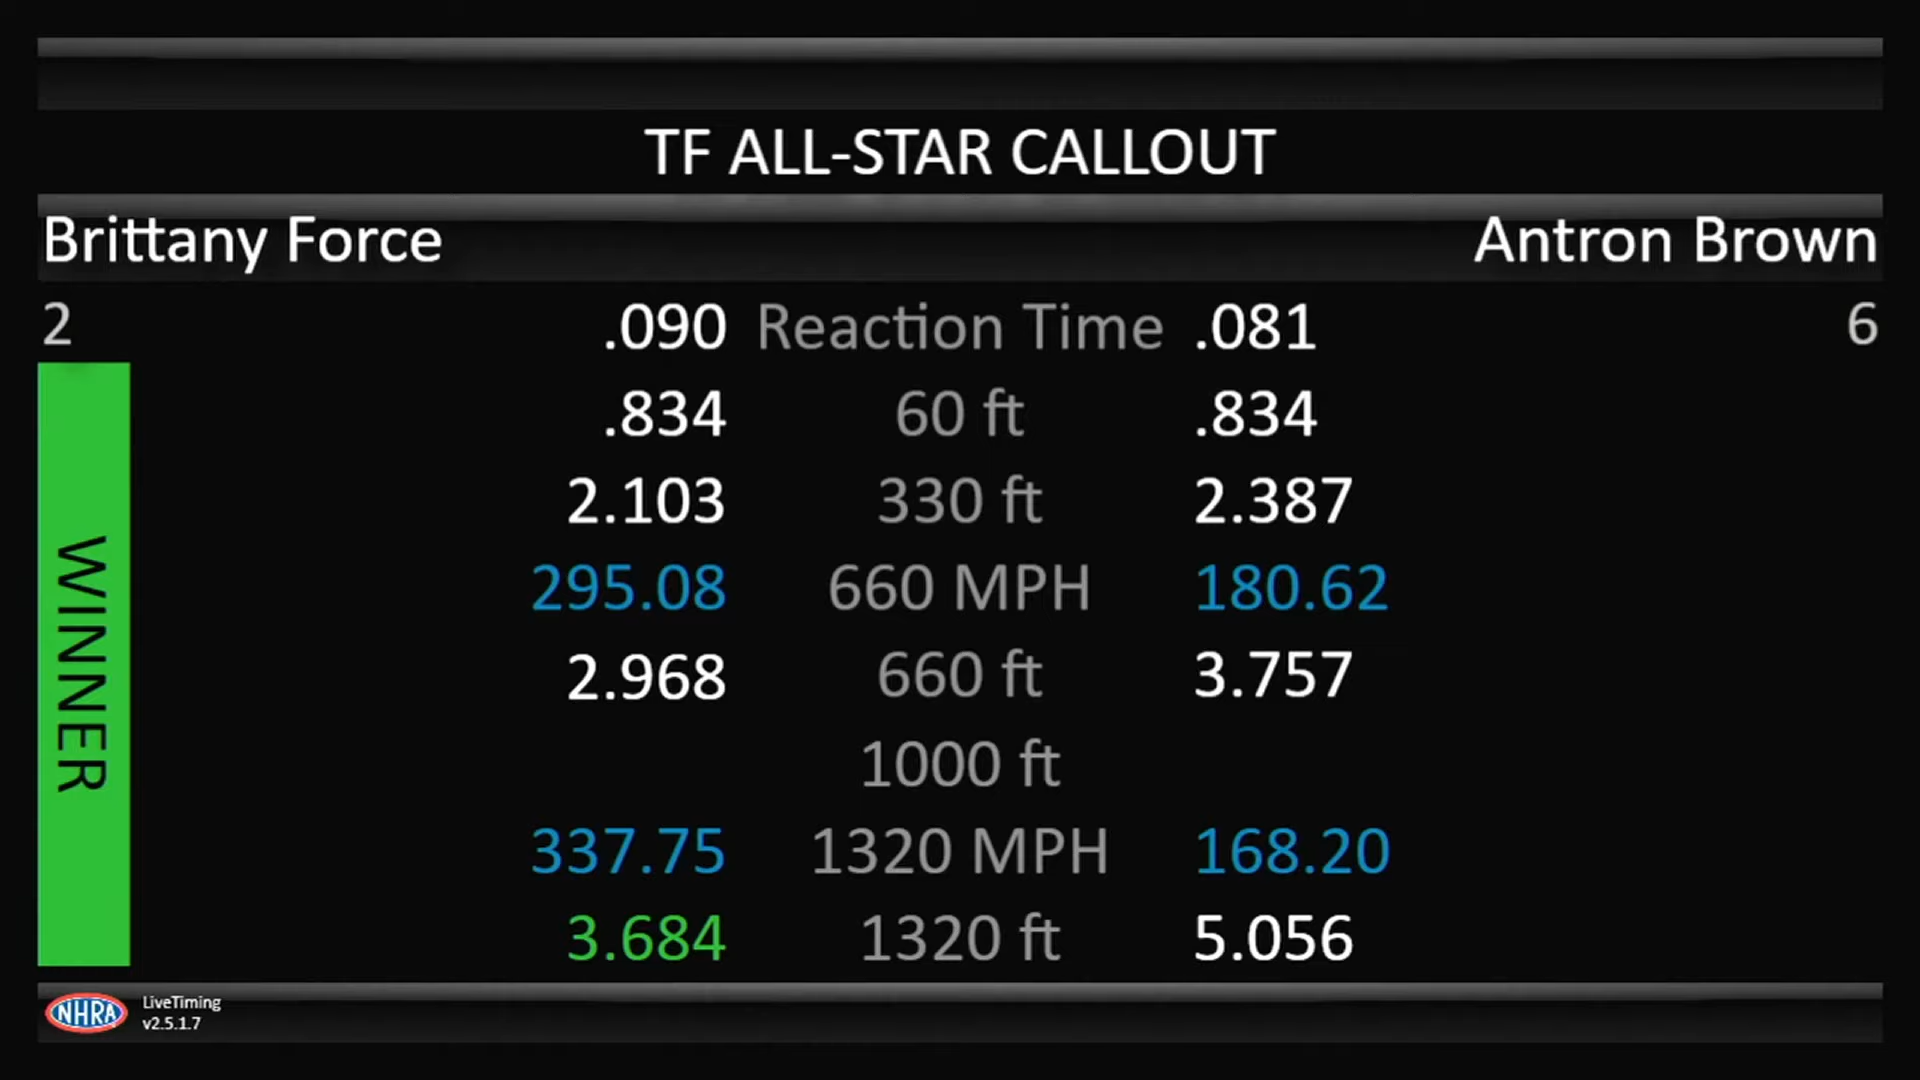 TF ALL-STAR CALLOUT
Brittany Force Antron Brown
2 .090 Reaction Time .081 6
.834 60 ft .834
2.103 330 ft 2.387
295.08 660 MPH 180.62
2.968 660 ft 3.757
1000 ft
337.75 1320 MPH 168.20
3.684 1320 ft 5.056
WINNER
NHRA LiveTiming
v2.5.1.7